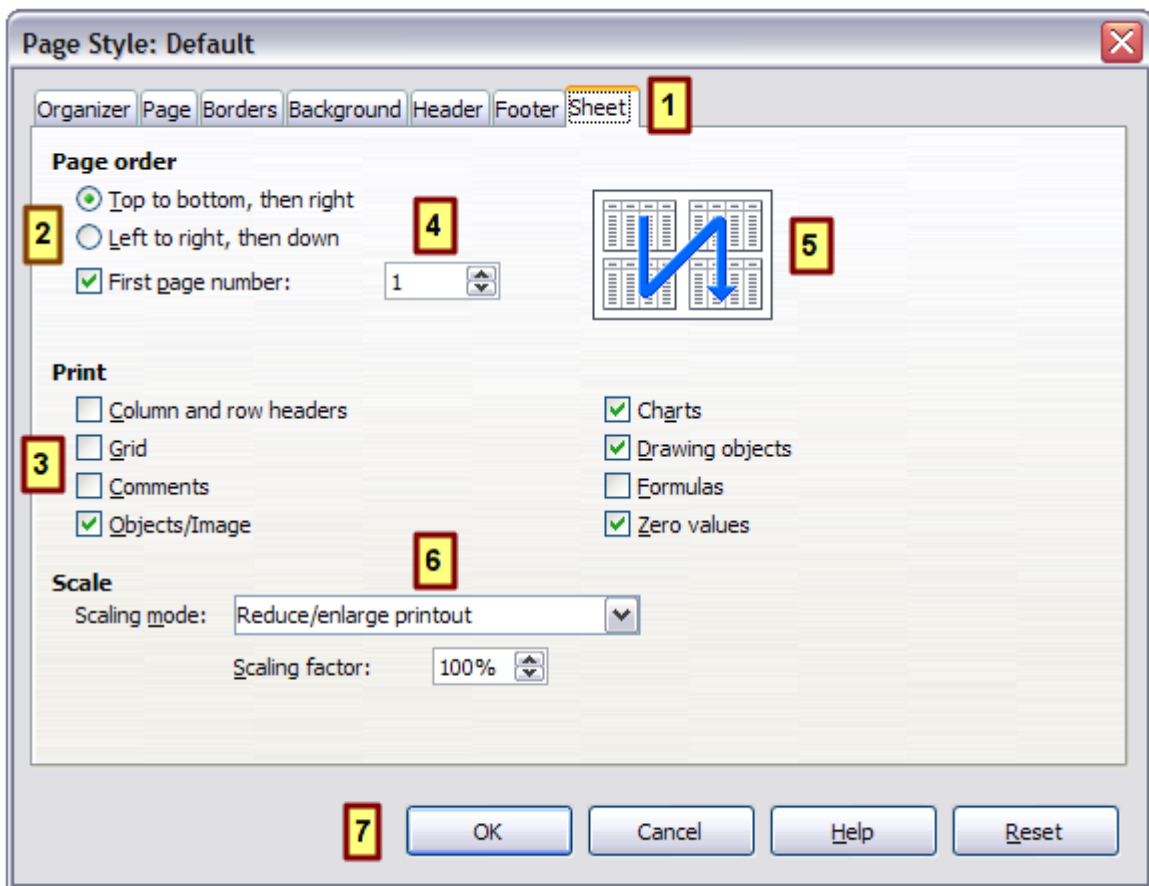 Page Style: Default
Organizer Page Borders Background Header Footer Sheet 1
Page order
Top to bottom, then right
2 4 5
Left to right, then down
First page number: 1
Print
Column and row headers Charts
Grid Drawing objects
3
Comments Formulas
Objects/Image Zero values
6
Scale
Scaling mode: Reduce/enlarge printout
Scaling factor: 100%
7 OK Cancel Help Reset